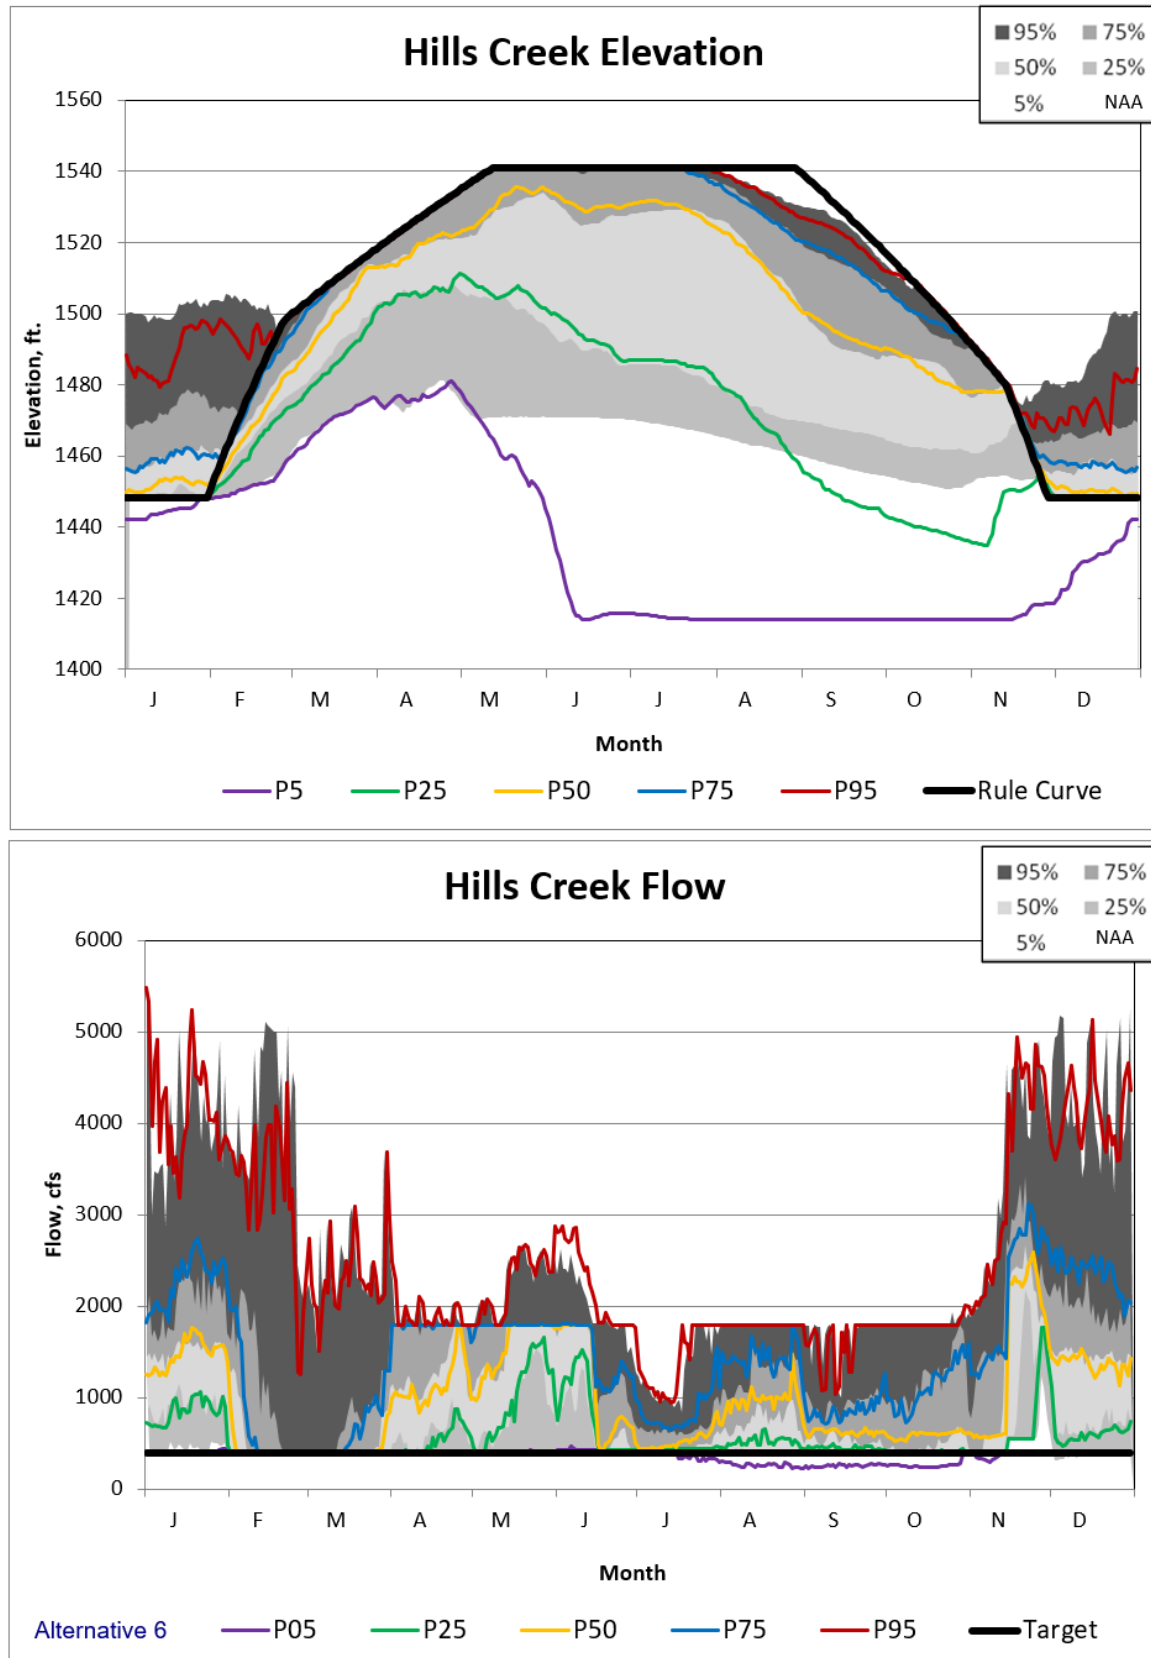 Hills Creek Elevation
95% 75%
50% 25%
5% NAA
1560
1540
1520
1500
1480
1460
1440
1420
1400
Elevation, ft.
J F M A M J J A S O N D
Month
P5 P25 P50 P75 P95 Rule Curve
Hills Creek Flow
95% 75%
50% 25%
5% NAA
6000
5000
4000
3000
2000
1000
0
Flow, cfs
J F M A M J J A S O N D
Month
Alternative 6 P05 P25 P50 P75 P95 Target